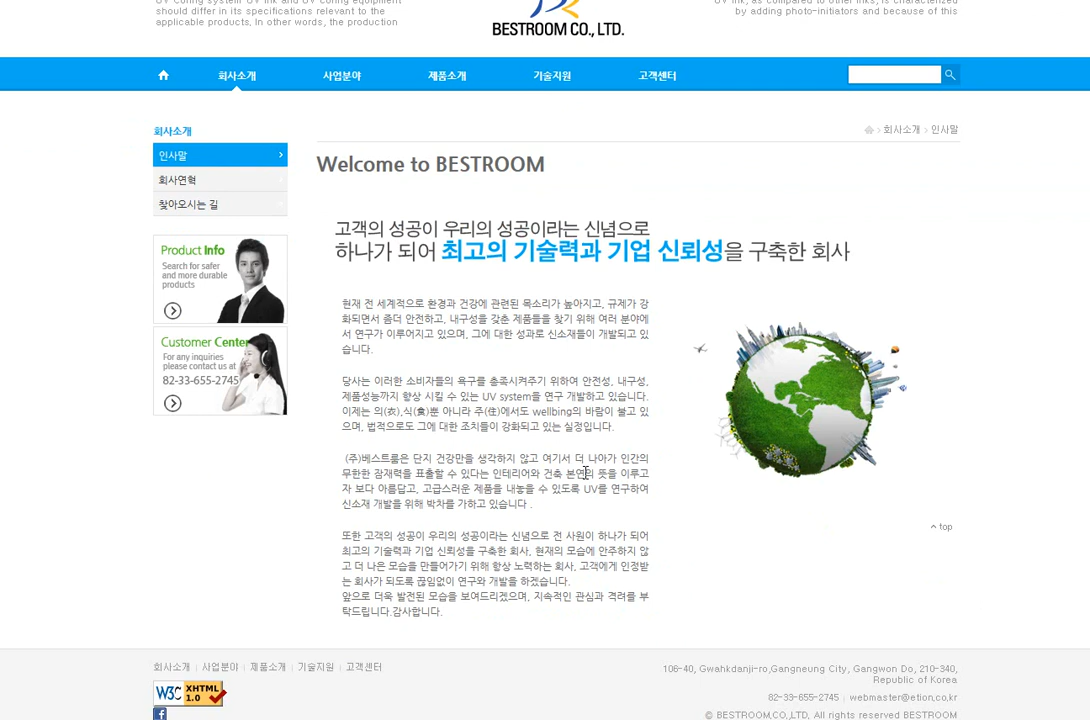 UV Curing system UV ink and UV coring equipment
should differ in its specifications relevant to the
applicable products. In other words, the production
BESTROOM CO., LTD.
UV ink, as compared to other inks, is characterized
by adding photo-initiators and because of this
회사소개 사업분야 제품소개 기술지원 고객센터
회사소개
인사말
회사연혁
찾아오시는 길
회사소개 > 인사말
Welcome to BESTROOM
고객의 성공이 우리의 성공이라는 신념으로
하나가 되어 최고의 기술력과 기업 신뢰성을 구축한 회사
Product Info
Search for safer
and more durable
products
Customer Center
For any inquiries
please contact us at
82-33-655-2745
현재 전 세계적으로 환경과 건강에 관련된 목소리가 높아지고, 규제가 강
화되면서 좀더 안전하고, 내구성을 갖춘 제품들을 찾기 위해 여러 분야에
서 연구가 이루어지고 있으며, 그에 대한 성과로 신소재들이 개발되고 있
습니다.
당사는 이러한 소비자들의 욕구를 충족시켜주기 위하여 안전성, 내구성,
제품성능까지 향상 시킬 수 있는 UV system을 연구 개발하고 있습니다.
이제는 의(衣),식(食)뿐 아니라 주(住)에서도 wellbing의 바람이 불고 있
으며, 법적으로도 그에 대한 조치들이 강화되고 있는 실정입니다.
(주)베스트룸은 단지 건강만을 생각하지 않고 여기서 더 나아가 인간의
무한한 잠재력을 표출할 수 있다는 인테리어와 건축 본연의 뜻을 이루고
자 보다 아름답고, 고급스러운 제품을 내놓을 수 있도록 UV를 연구하여
신소재 개발을 위해 박차를 가하고 있습니다 .
또한 고객의 성공이 우리의 성공이라는 신념으로 전 사원이 하나가 되어
최고의 기술력과 기업 신뢰성을 구축한 회사, 현재의 모습에 안주하지 않
고 더 나은 모습을 만들어가기 위해 항상 노력하는 회사, 고객에게 인정받
는 회사가 되도록 끊임없이 연구와 개발을 하겠습니다.
앞으로 더욱 발전된 모습을 보여드리겠으며, 지속적인 관심과 격려를 부
탁드립니다.감사합니다.
top
회사소개 | 사업분야 | 제품소개 | 기술지원 | 고객센터
W3C XHTML 1.0
106-40, Gwahkdanji-ro,Gangneung City, Gangwon Do, 210-340,
Republic of Korea
82-33-655-2745 | webmaster@etion.co.kr
© BESTROOM,CO.,LTD, All rights reserved BESTROOM